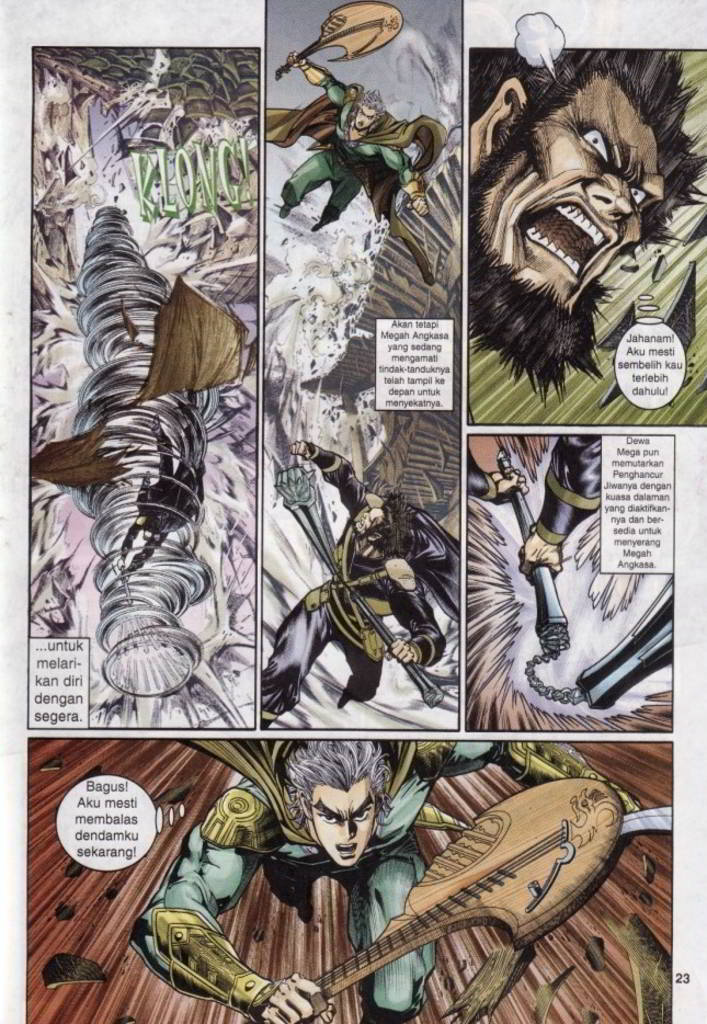 KLONG!
...untuk
melari-
kan diri
dengan
segera.
Akan tetapi
Megah Angkasa
yang sedang
mengamati
tindak-tanduknya
telah tampil ke
depan untuk
menyekatnya.
Jahanam!
Aku mesti
sembelih kau
terlebih
dahulu!
Dewa
Mega pun
memutarkan
Penghancur
Jiwanya dengan
kuasa dalaman
yang diaktifkan-
nya dan ber-
sedia untuk
menyerang
Megah
Angkasa.
Bagus!
Aku mesti
membalas
dendamku
sekarang!
23